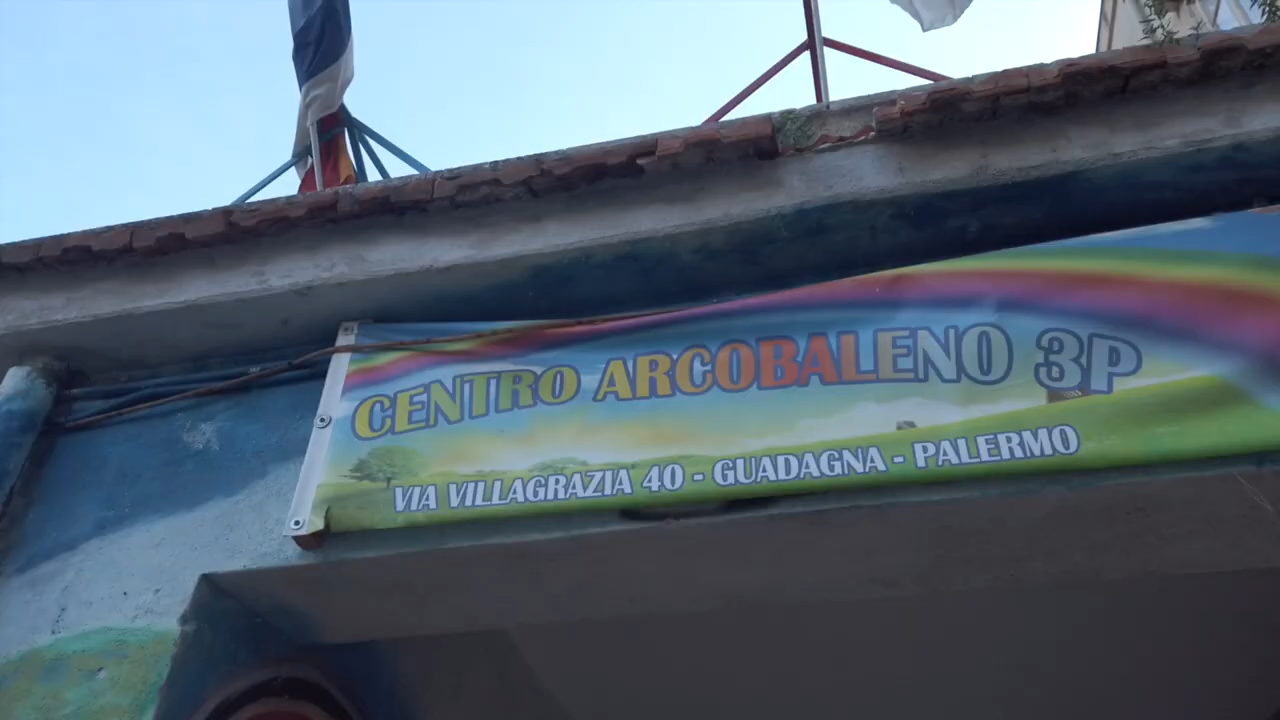 CENTRO ARCOBALENO 3P
VIA VILLAGRAZIA 40 - GUADAGNA - PALERMO